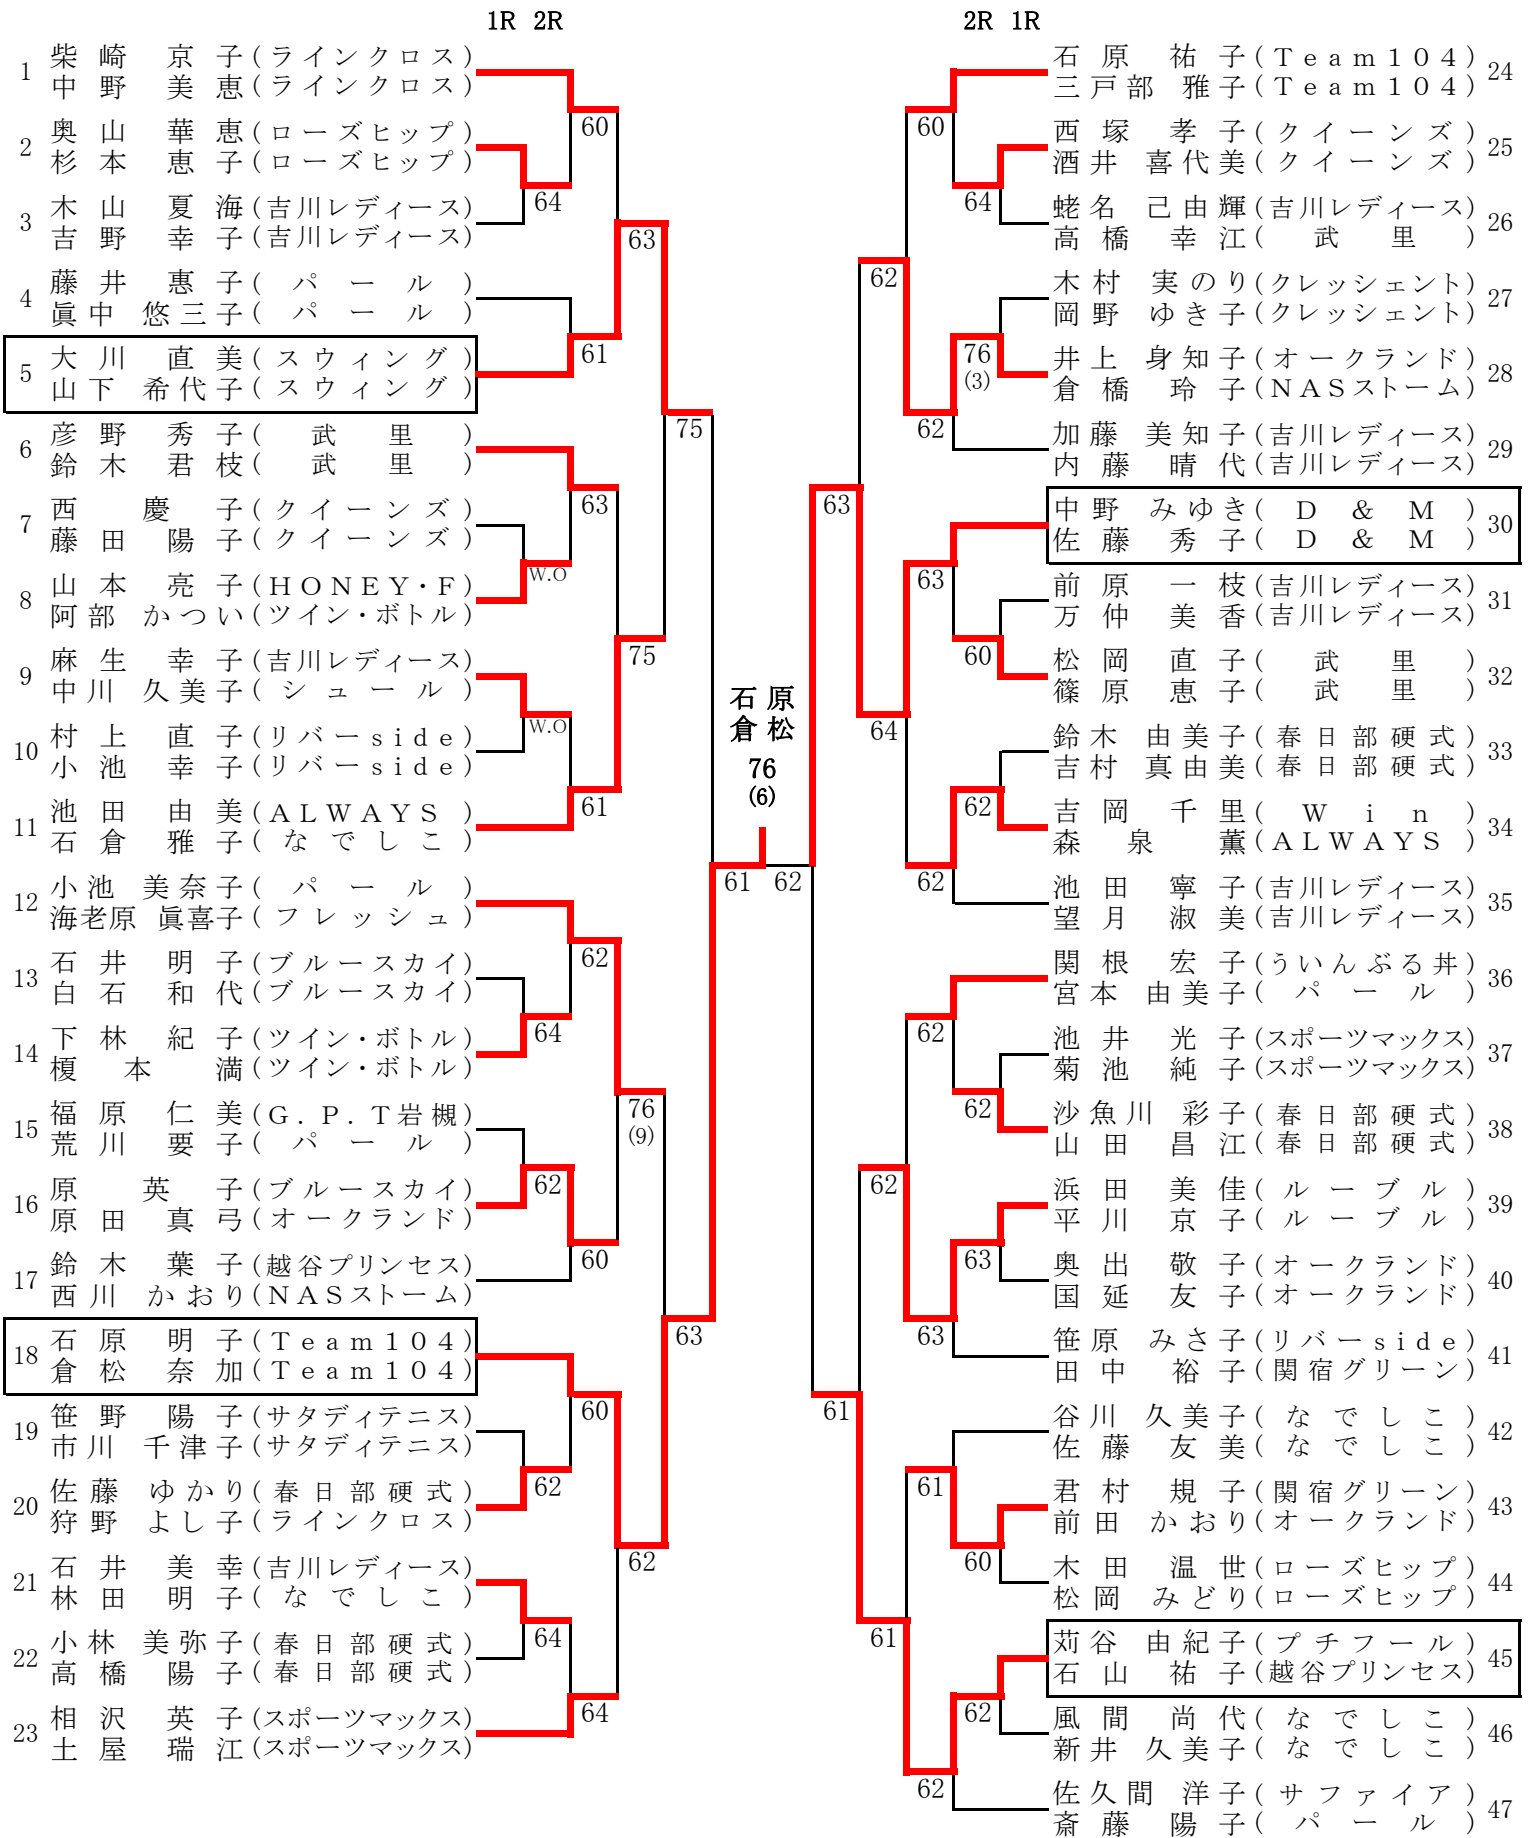 1R 2R
1 柴崎 京子(ラインクロス)
中野 美恵(ラインクロス)
2 奥山 華恵(ローズヒップ)
杉本 恵子(ローズヒップ)
3 木山 夏海(吉川レディース)
吉野 幸子(吉川レディース)
4 藤井 惠子(パール)
眞中 悠三子(パール)
5 大川 直美(スウィング)
山下 希代子(スウィング)
6 彦野 秀子(武里)
鈴木 君枝(武里)
7 西 慶子(クイーンズ)
藤田 陽子(クイーンズ)
8 山本 亮子(HONEY・F)
阿部 かつい(ツイン・ボトル)
9 麻生 幸子(吉川レディース)
中川 久美子(シュール)
10 村上 直子(リバーside)
小池 幸子(リバーside)
11 池田 由美(ALWAYS)
石倉 雅子(なでしこ)
12 小池 美奈子(パール)
海老原 眞喜子(フレッシュ)
13 石井 明子(ブルースカイ)
白石 和代(ブルースカイ)
14 下林 紀子(ツイン・ボトル)
榎本 満(ツイン・ボトル)
15 福原 仁美(G.P.T岩槻)
荒川 要子(パール)
16 原 英子(ブルースカイ)
原田 真弓(オークランド)
17 鈴木 葉子(越谷プリンセス)
西川 かおり(NASストーム)
18 石原 明子(Team104)
倉松 奈加(Team104)
19 笹野 陽子(サタディテニス)
市川 千津子(サタディテニス)
20 佐藤 ゆかり(春日部硬式)
狩野 よし子(ラインクロス)
21 石井 美幸(吉川レディース)
林田 明子(なでしこ)
22 小林 美弥子(春日部硬式)
高橋 陽子(春日部硬式)
23 相沢 英子(スポーツマックス)
土屋 瑞江(スポーツマックス)
60
64
63
61
75
63
W.O
75
W.O
61
62
64
76
(9)
62
60
63
60
62
62
64
64
石原
倉松
76
(6)
61 62
2R 1R
石原 祐子(Team104) 24
三戸部 雅子(Team104)
西塚 孝子(クイーンズ) 25
酒井 喜代美(クイーンズ)
蛯名 己由輝(吉川レディース) 26
高橋 幸江(武里)
木村 実のり(クレッシェント) 27
岡野 ゆき子(クレッシェント)
井上 身知子(オークランド) 28
倉橋 玲子(NASストーム)
加藤 美知子(吉川レディース) 29
内藤 晴代(吉川レディース)
中野 みゆき(D&M) 30
佐藤 秀子(D&M)
前原 一枝(吉川レディース) 31
万仲 美香(吉川レディース)
松岡 直子(武里) 32
篠原 恵子(武里)
鈴木 由美子(春日部硬式) 33
吉村 真由美(春日部硬式)
吉岡 千里(Win) 34
森泉 薫(ALWAYS)
池田 寧子(吉川レディース) 35
望月 淑美(吉川レディース)
関根 宏子(ういんぶる丼) 36
宮本 由美子(パール)
池井 光子(スポーツマックス) 37
菊池 純子(スポーツマックス)
沙魚川 彩子(春日部硬式) 38
山田 昌江(春日部硬式)
浜田 美佳(ルーブル) 39
平川 京子(ルーブル)
奥出 敬子(オークランド) 40
国延 友子(オークランド)
笹原 みさ子(リバーside) 41
田中 裕子(関宿グリーン)
谷川 久美子(なでしこ) 42
佐藤 友美(なでしこ)
君村 規子(関宿グリーン) 43
前田 かおり(オークランド)
木田 温世(ローズヒップ) 44
松岡 みどり(ローズヒップ)
苅谷 由紀子(プチフール) 45
石山 祐子(越谷プリンセス)
風間 尚代(なでしこ) 46
新井 久美子(なでしこ)
佐久間 洋子(サファイア) 47
斎藤 陽子(パール)
60
64
62
76
(3)
62
63
63
60
64
62
62
62
62
62
63
63
61
61
60
61
62
62